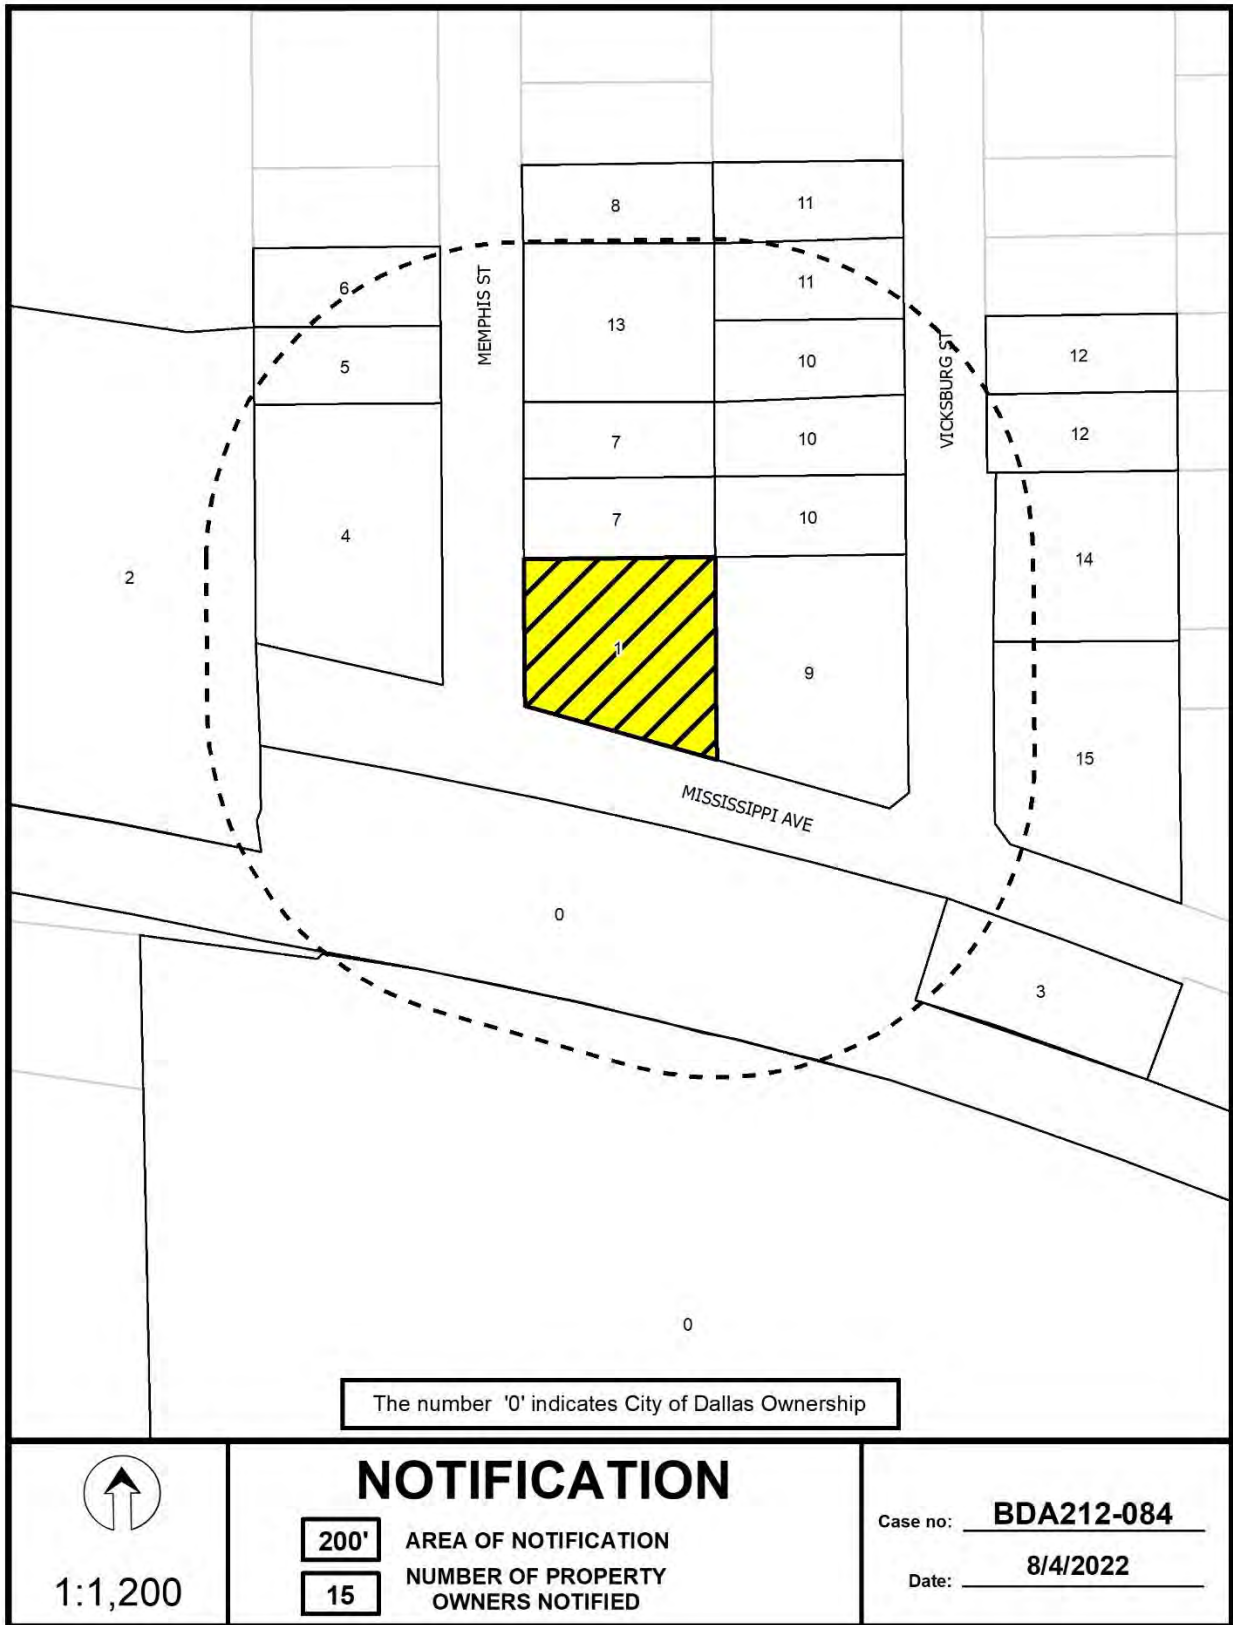 8
11
6
MEMPHIS ST
11
13
VICKSBURG ST
12
5
10
12
7
10
7
10
4
14
2
1
9
15
MISSISSIPPI AVE
0
3
0
The number '0' indicates City of Dallas Ownership
1:1,200
NOTIFICATION
200' AREA OF NOTIFICATION
15 NUMBER OF PROPERTY
OWNERS NOTIFIED
Case no: BDA212-084
Date: 8/4/2022